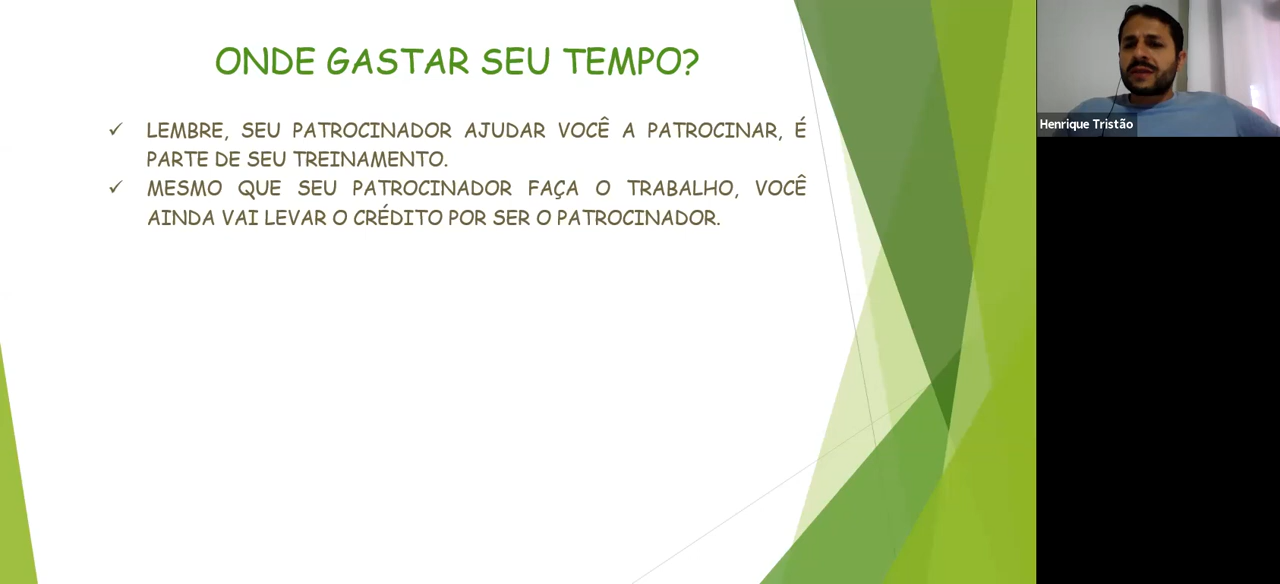 ONDE GASTAR SEU TEMPO?
✓ LEMBRE, SEU PATROCINADOR AJUDAR VOCÊ A PATROCINAR, É
PARTE DE SEU TREINAMENTO.
✓ MESMO QUE SEU PATROCINADOR FAÇA O TRABALHO, VOCÊ
AINDA VAI LEVAR O CRÉDITO POR SER O PATROCINADOR.
Henrique Tristão